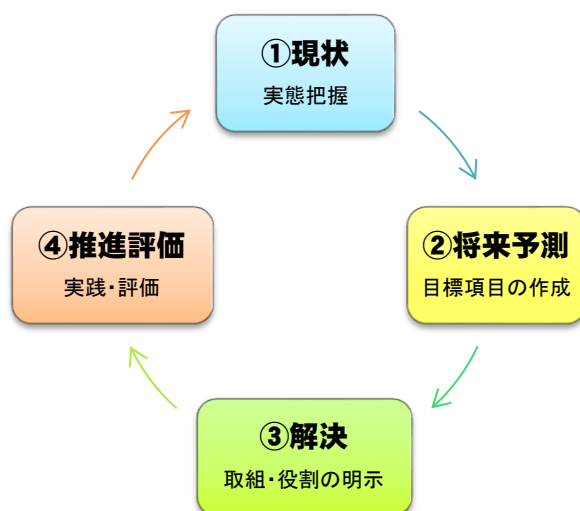 ①現状
実態把握
②将来予測
目標項目の作成
③解決
取組・役割の明示
④推進評価
実践・評価